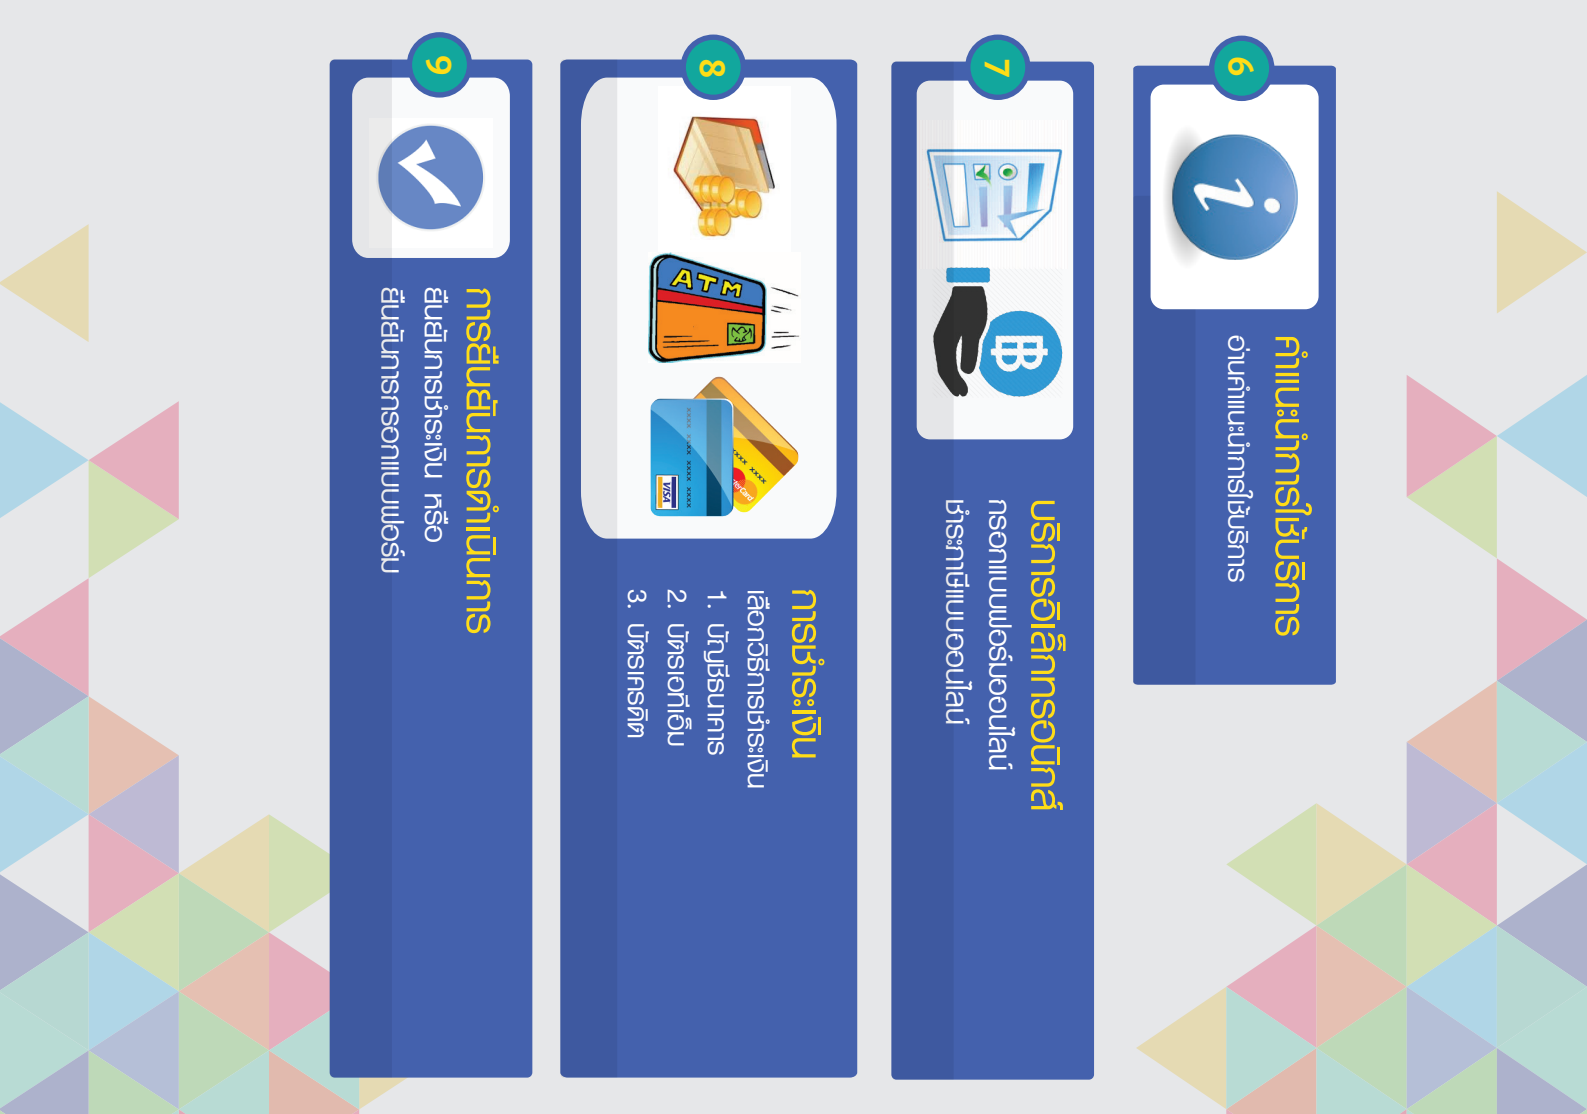 6
คำแนะนำการใช้บริการ
อ่านคำแนะนำการใช้บริการ
7
บริการอิเล็กทรอนิกส์
กรอกแบบฟอร์มออนไลน์
ชำระภาษีแบบออนไลน์
8
ATM
XXXX XXXX XXXX XXXX
VISA
XXXX XXXX
MasterCard
การชำระเงิน
เลือกวิธีการชำระเงิน
1. บัญชีธนาคาร
2. บัตรเอทีเอ็ม
3. บัตรเครดิต
9
การยืนยันการดำเนินการ
ยืนยันการชำระเงิน หรือ
ยืนยันการกรอกแบบฟอร์ม